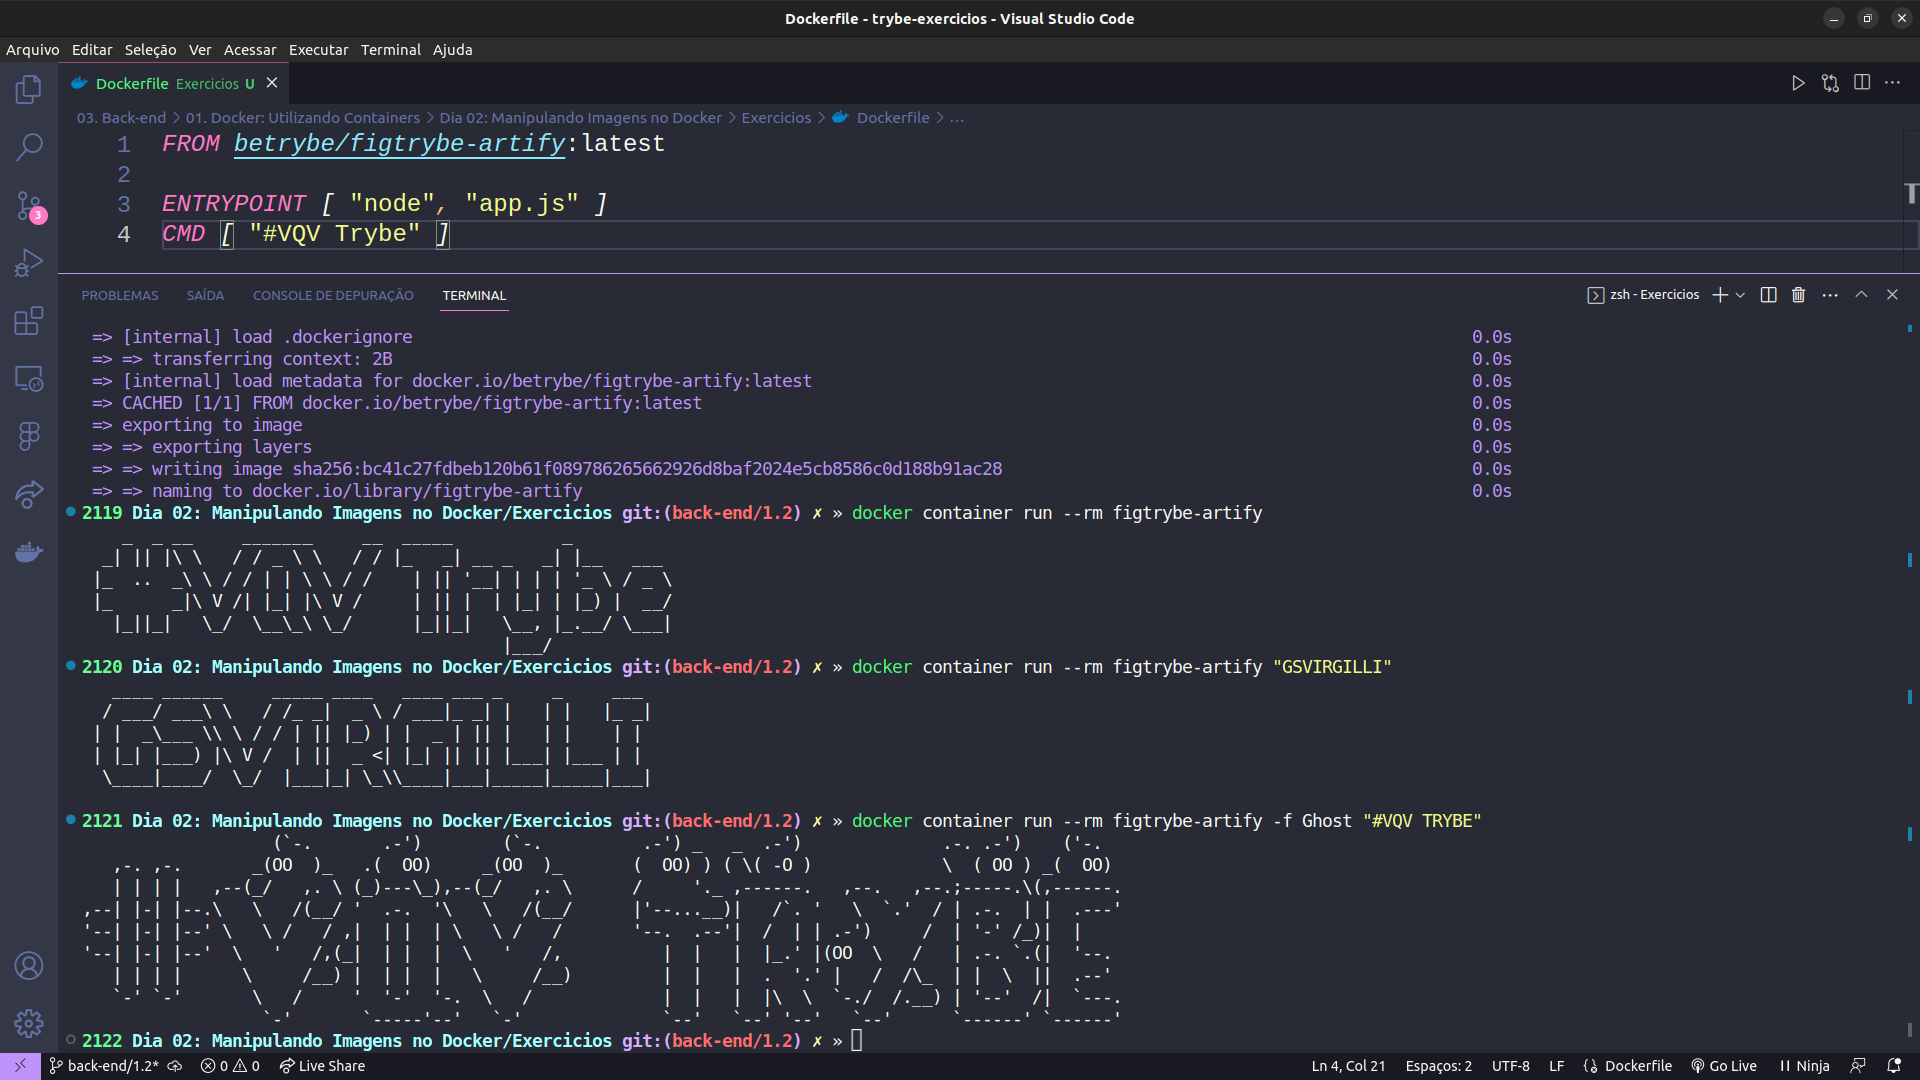 Dockerfile - trybe-exercicios - Visual Studio Code
Arquivo Editar Seleção Ver Acessar Executar Terminal Ajuda
Dockerfile Exercicios U
03. Back-end > 01. Docker: Utilizando Containers > Dia 02: Manipulando Imagens no Docker > Exercicios > Dockerfile > ...
1 FROM betrybe/figtrybe-artify:latest
2
3 ENTRYPOINT [ "node", "app.js" ]
4 CMD [ "#VQV Trybe" ]
3
PROBLEMAS SAÍDA CONSOLE DE DEPURAÇÃO TERMINAL
zsh - Exercicios
=> [internal] load .dockerignore 0.0s
=> => transferring context: 2B 0.0s
=> [internal] load metadata for docker.io/betrybe/figtrybe-artify:latest 0.0s
=> CACHED [1/1] FROM docker.io/betrybe/figtrybe-artify:latest 0.0s
=> exporting to image 0.0s
=> => exporting layers 0.0s
=> => writing image sha256:bc41c27fdbeb120b61f089786265662926d8baf2024e5cb8586c0d188b91ac28 0.0s
=> => naming to docker.io/library/figtrybe-artify 0.0s
2119 Dia 02: Manipulando Imagens no Docker/Exercicios git:(back-end/1.2) ✗ » docker container run --rm figtrybe-artify
#VQV Trybe
2120 Dia 02: Manipulando Imagens no Docker/Exercicios git:(back-end/1.2) ✗ » docker container run --rm figtrybe-artify "GSVIRGILLI"
GSVIRGILLI
2121 Dia 02: Manipulando Imagens no Docker/Exercicios git:(back-end/1.2) ✗ » docker container run --rm figtrybe-artify -f Ghost "#VQV TRYBE"
#VQV TRYBE
2122 Dia 02: Manipulando Imagens no Docker/Exercicios git:(back-end/1.2) ✗ »
back-end/1.2* 0 0 Live Share Ln 4, Col 21 Espaços: 2 UTF-8 LF Dockerfile Go Live Ninja